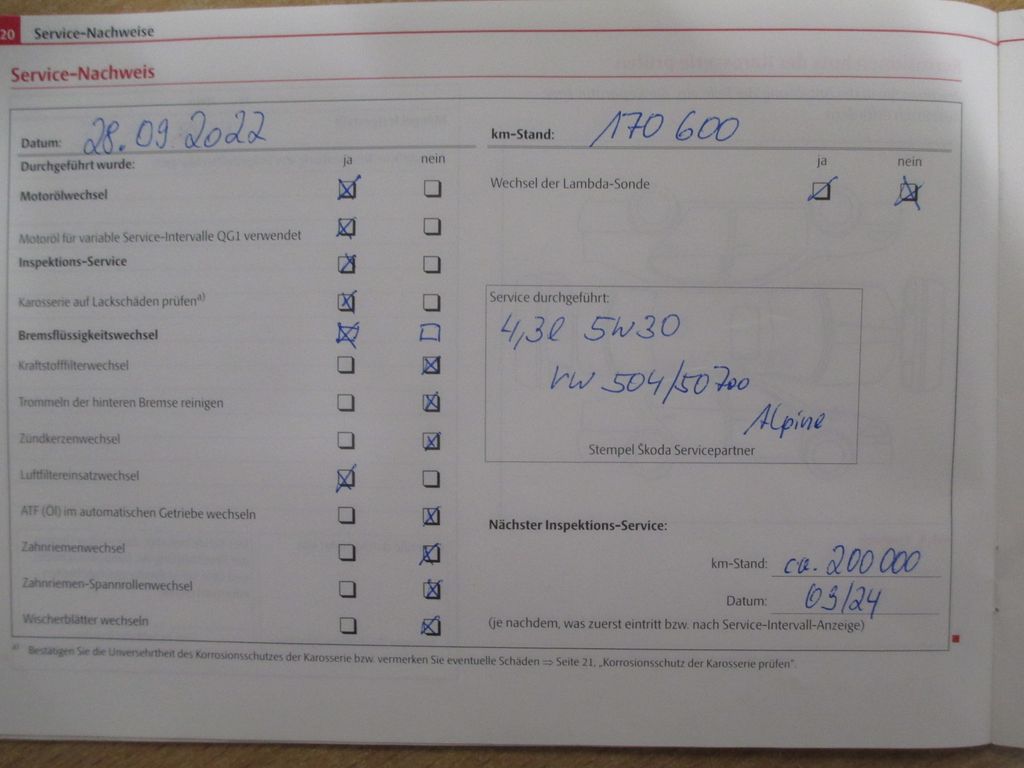 20 Service-Nachweise
Service-Nachweis
Datum: 28.09 2022
km-Stand: 170 600
Durchgeführt wurde: ja nein
ja nein
Motorölwechsel
Wechsel der Lambda-Sonde
Motoröl für variable Service-Intervalle QG1 verwendet
Inspektions-Service
Karosserie auf Lackschäden prüfen a)
Bremsflüssigkeitswechsel
Kraftstofffilterwechsel
Trommeln der hinteren Bremse reinigen
Zündkerzenwechsel
Luftfiltereinsatzwechsel
ATF (Öl) im automatischen Getriebe wechseln
Zahnriemenwechsel
Zahnriemen-Spannrollenwechsel
Wischerblätter wechseln
Service durchgeführt:
4,3l 5W30
VW 504/50700
Alpine
Stempel Škoda Servicepartner
Nächster Inspektions-Service:
km-Stand: ca. 200 000
Datum: 09/24
(je nachdem, was zuerst eintritt bzw. nach Service-Intervall-Anzeige)
a) Bestätigen Sie die Unversehrtheit des Korrosionsschutzes der Karosserie bzw. vermerken Sie eventuelle Schäden ⇒ Seite 21, „Korrosionsschutz der Karosserie prüfen".